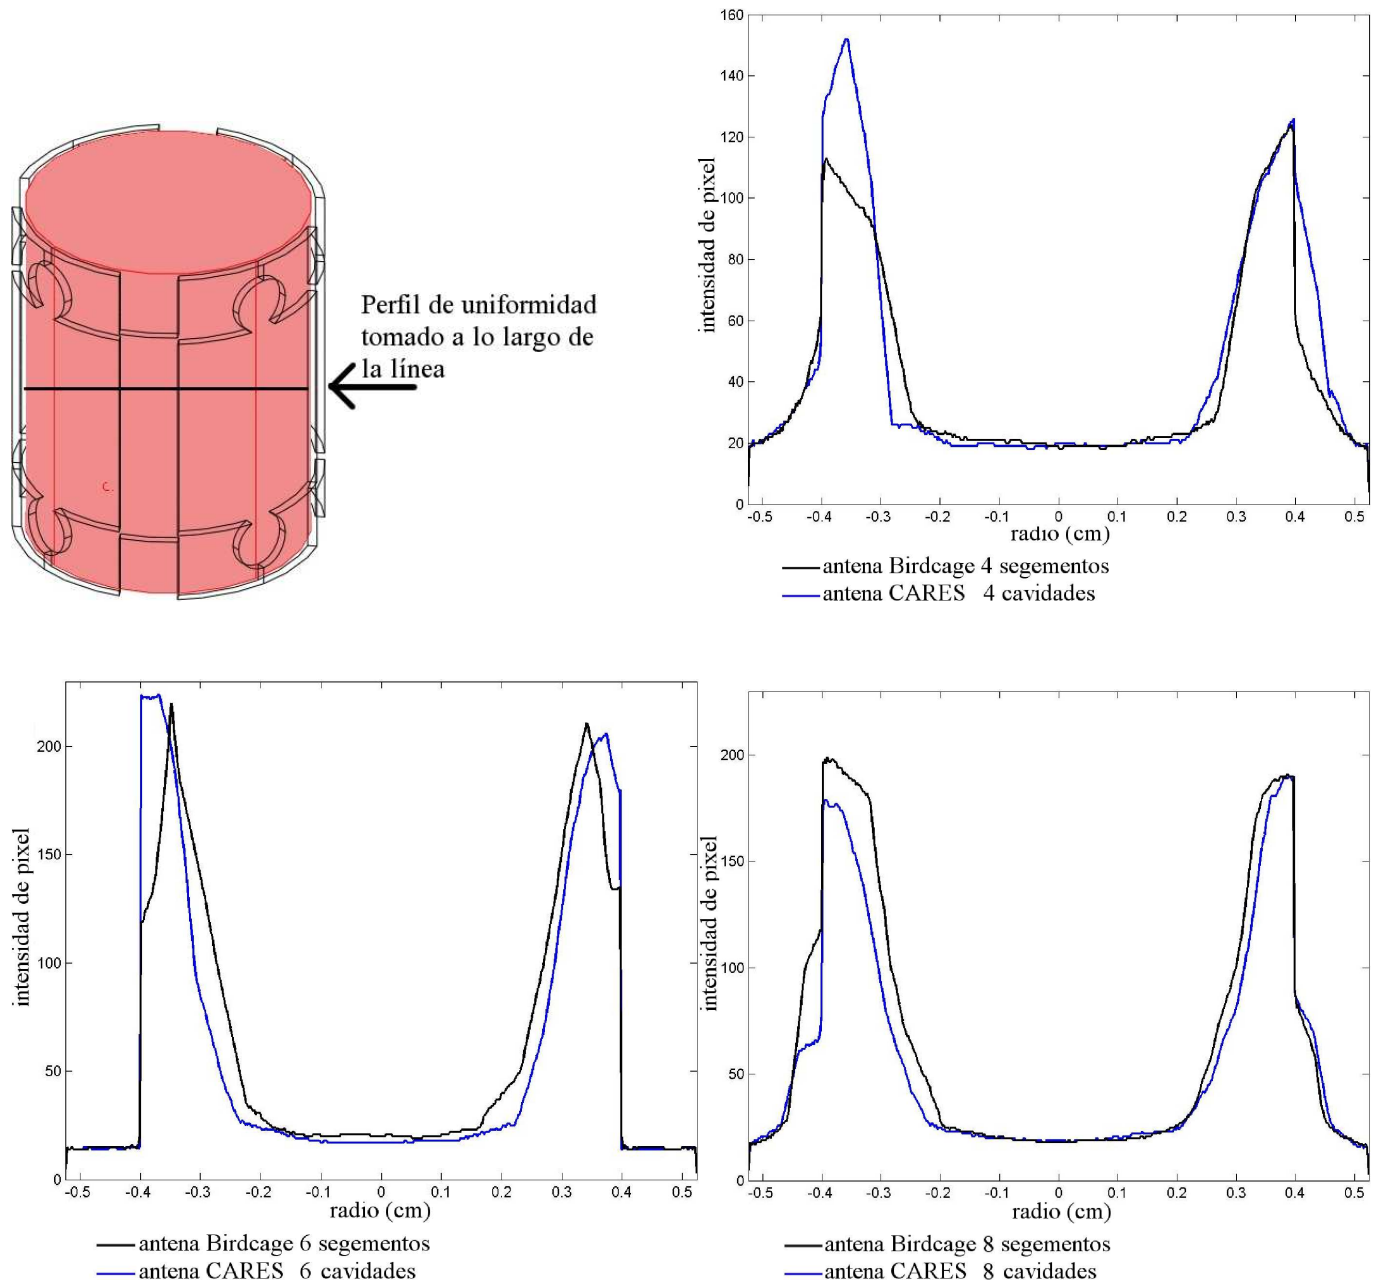 Perfil de uniformidad
tomado a lo largo de
la línea
c.
intensidad de pixel
160
140
120
100
80
60
40
20
0
-0.5 -0.4 -0.3 -0.2 -0.1 0 0.1 0.2 0.3 0.4 0.5
radio (cm)
antena Birdcage 4 segementos
antena CARES 4 cavidades
intensidad de pixel
200
150
100
50
0
-0.5 -0.4 -0.3 -0.2 -0.1 0 0.1 0.2 0.3 0.4 0.5
radio (cm)
antena Birdcage 6 segementos
antena CARES 6 cavidades
intensidad de pixel
200
150
100
50
0
-0.5 -0.4 -0.3 -0.2 -0.1 0 0.1 0.2 0.3 0.4 0.5
radio (cm)
antena Birdcage 8 segementos
antena CARES 8 cavidades